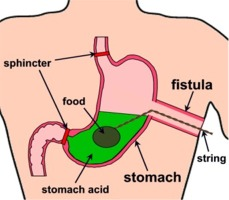 sphincter
fistula
food
string
stomach
stomach acid